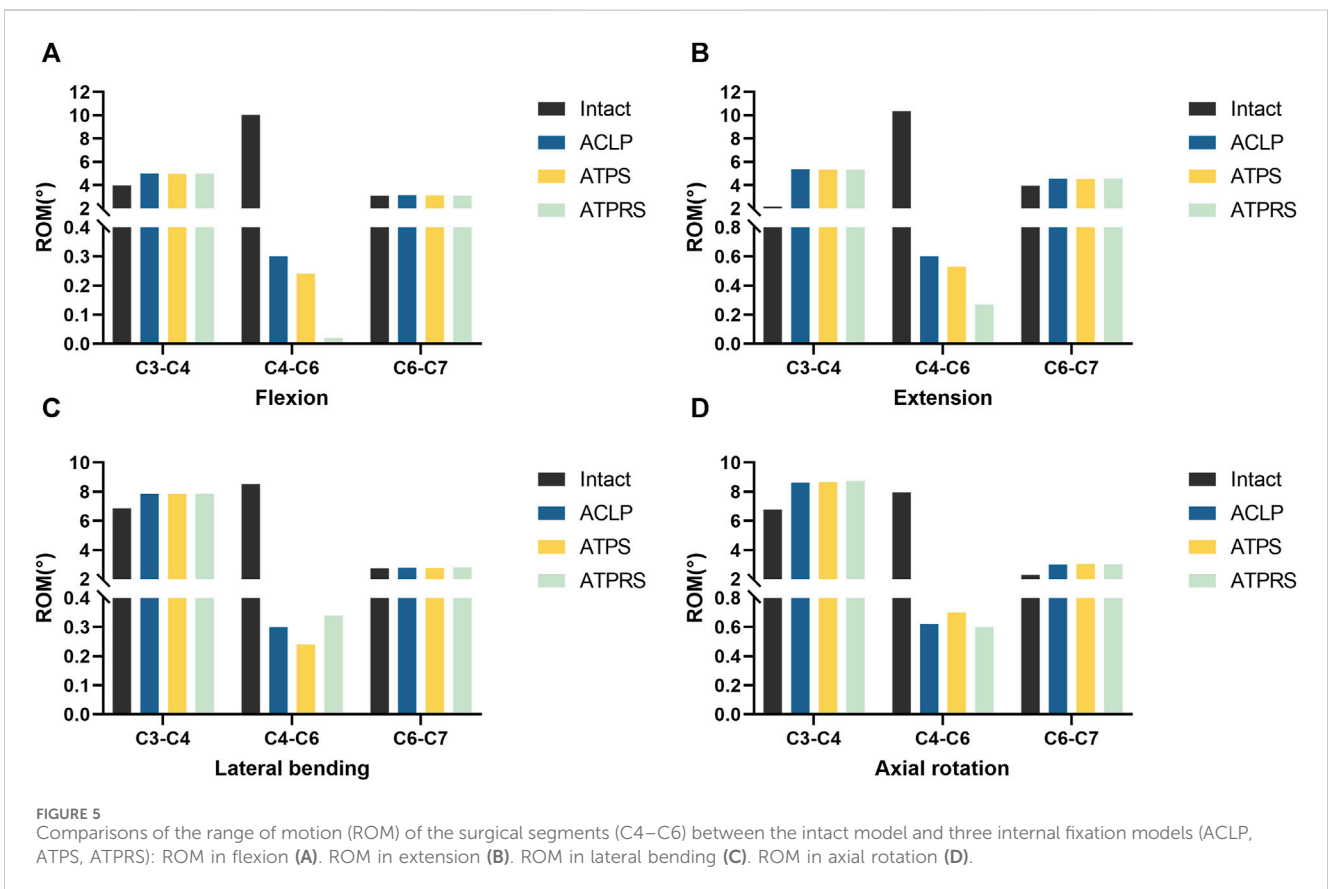 A
12
10
8
6
4
2
0.4
0.3
0.2
0.1
0.0
ROM(°)
C3-C4 C4-C6 C6-C7
Flexion
Intact
ACLP
ATPS
ATPRS
B
12
10
8
6
4
2
0.8
0.6
0.4
0.2
0.0
ROM(°)
C3-C4 C4-C6 C6-C7
Extension
Intact
ACLP
ATPS
ATPRS
C
10
8
6
4
2
0.4
0.3
0.2
0.1
0.0
ROM(°)
C3-C4 C4-C6 C6-C7
Lateral bending
Intact
ACLP
ATPS
ATPRS
D
10
8
6
4
2
0.8
0.6
0.4
0.2
0.0
ROM(°)
C3-C4 C4-C6 C6-C7
Axial rotation
Intact
ACLP
ATPS
ATPRS
FIGURE 5
Comparisons of the range of motion (ROM) of the surgical segments (C4–C6) between the intact model and three internal fixation models (ACLP,
ATPS, ATPRS): ROM in flexion (A). ROM in extension (B). ROM in lateral bending (C). ROM in axial rotation (D).